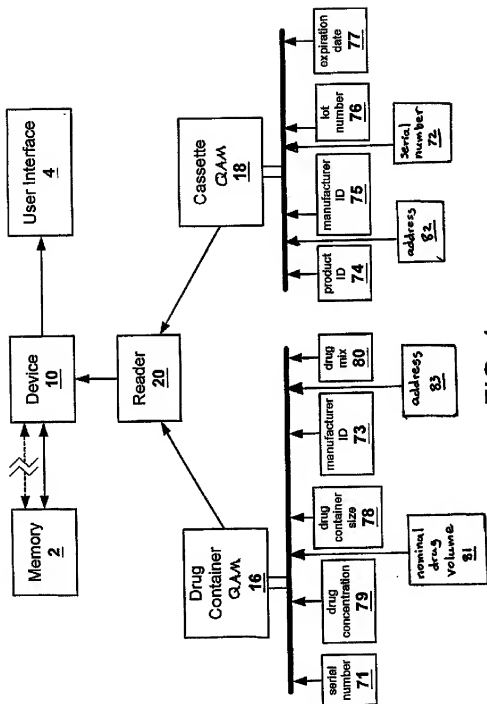 Memory
2
Device
10
User Interface
4
Reader
20
Drug
Container
QAM
16
Cassette
QAM
18
serial
number
71
drug
concentration
79
nominal
drug
volume
81
drug
container
size
78
manufacturer
ID
73
address
83
drug
mix
80
product
ID
74
address
82
manufacturer
ID
75
serial
number
72
lot
number
76
expiration
date
77